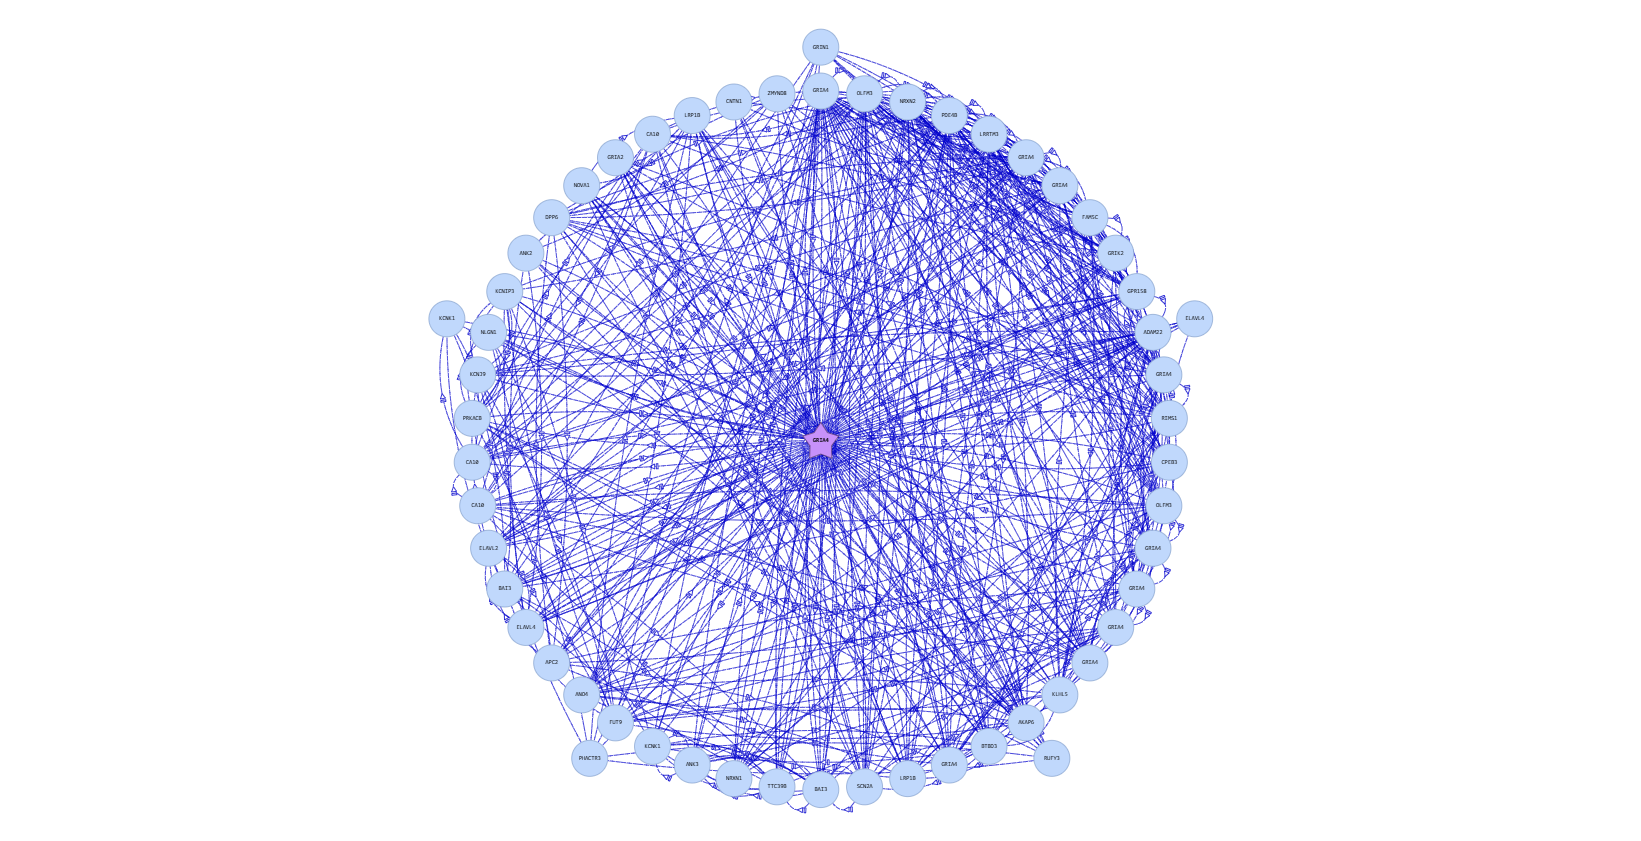 GRIN1
GRIA4
OLFM3
NRXN2
PDE4B
LRRTM3
GRIA4
GRIA4
FAM5C
GRIK2
GPR158
ADAM22
ELAVL4
GRIA4
RIMS1
CPEB3
OLFM3
GRIA4
GRIA4
GRIA4
GRIA4
KLHL5
AKAP6
RUFY3
BTBD3
GRIA4
LRP1B
SCN2A
BAI3
TTC39B
NRXN1
ANK3
KCNK1
PHACTR3
FUT9
APC2
ELAVL4
BAI3
ELAVL2
CA10
CA10
PRKACB
KCNJ9
NLGN1
KCNK1
KCNIP3
ANK2
DPP6
NOVA1
GRIA2
CA10
LRP1B
CNTN1
ZMYND8
GRIA4